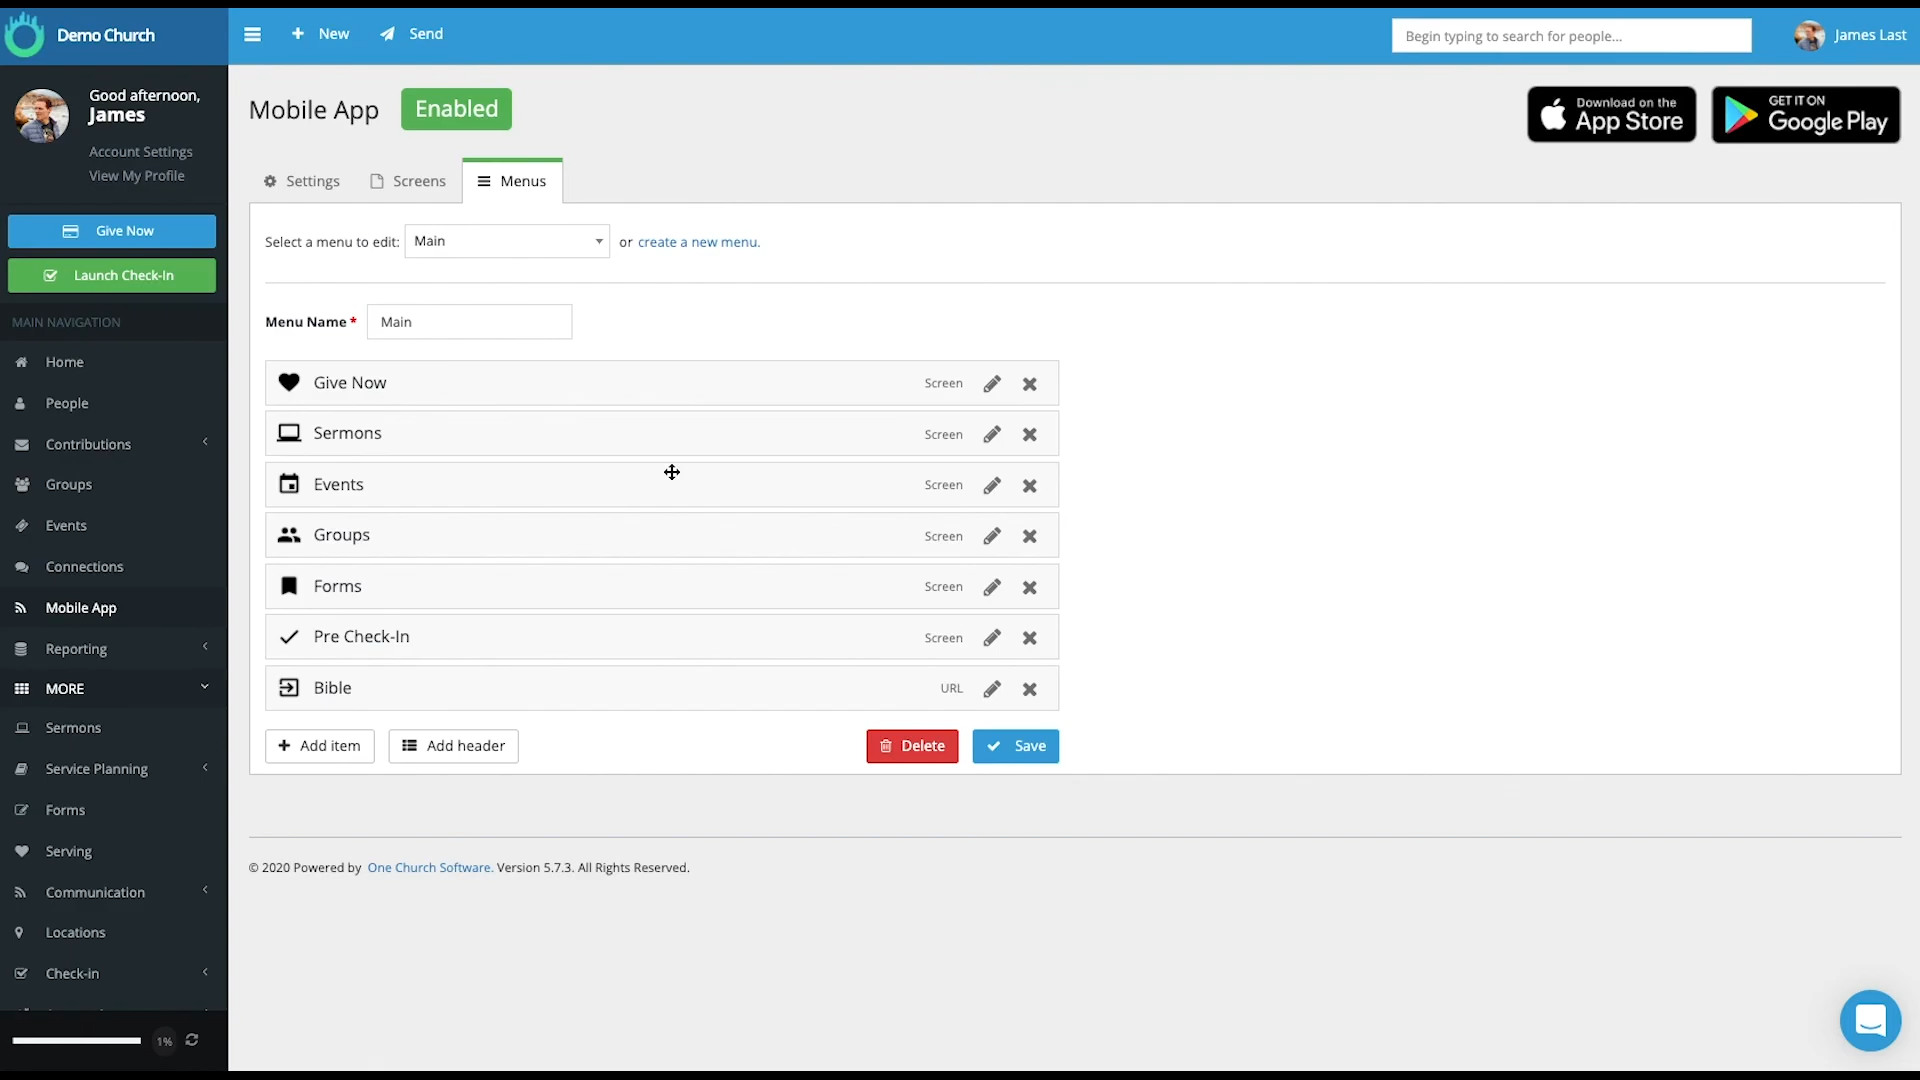 Demo Church
New
Send
Begin typing to search for people...
James Last
Good afternoon,
James
Account Settings
View My Profile
Give Now
Launch Check-In
MAIN NAVIGATION
Home
People
Contributions
Groups
Events
Connections
Mobile App
Reporting
MORE
Sermons
Service Planning
Forms
Serving
Communication
Locations
Check-in
1%
Mobile App
Enabled
Download on the
App Store
GET IT ON
Google Play
Settings
Screens
Menus
Select a menu to edit: Main or create a new menu.
Menu Name* Main
Give Now Screen
Sermons Screen
Events Screen
Groups Screen
Forms Screen
Pre Check-In Screen
Bible URL
Add item
Add header
Delete
Save
© 2020 Powered by One Church Software. Version 5.7.3. All Rights Reserved.